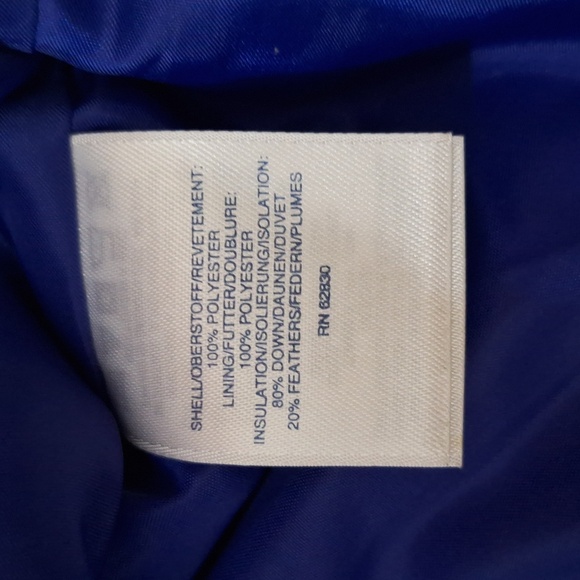 SHELL/OBERSTOFF/REVETEMENT:
100% POLYESTER
LINING/FUTTER/DOUBLURE:
100% POLYESTER
INSULATION/ISOLIERUNG/ISOLATION:
80% DOWN/DAUNEN/DUVET
20% FEATHERS/FEDERN/PLUMES
RN 62830